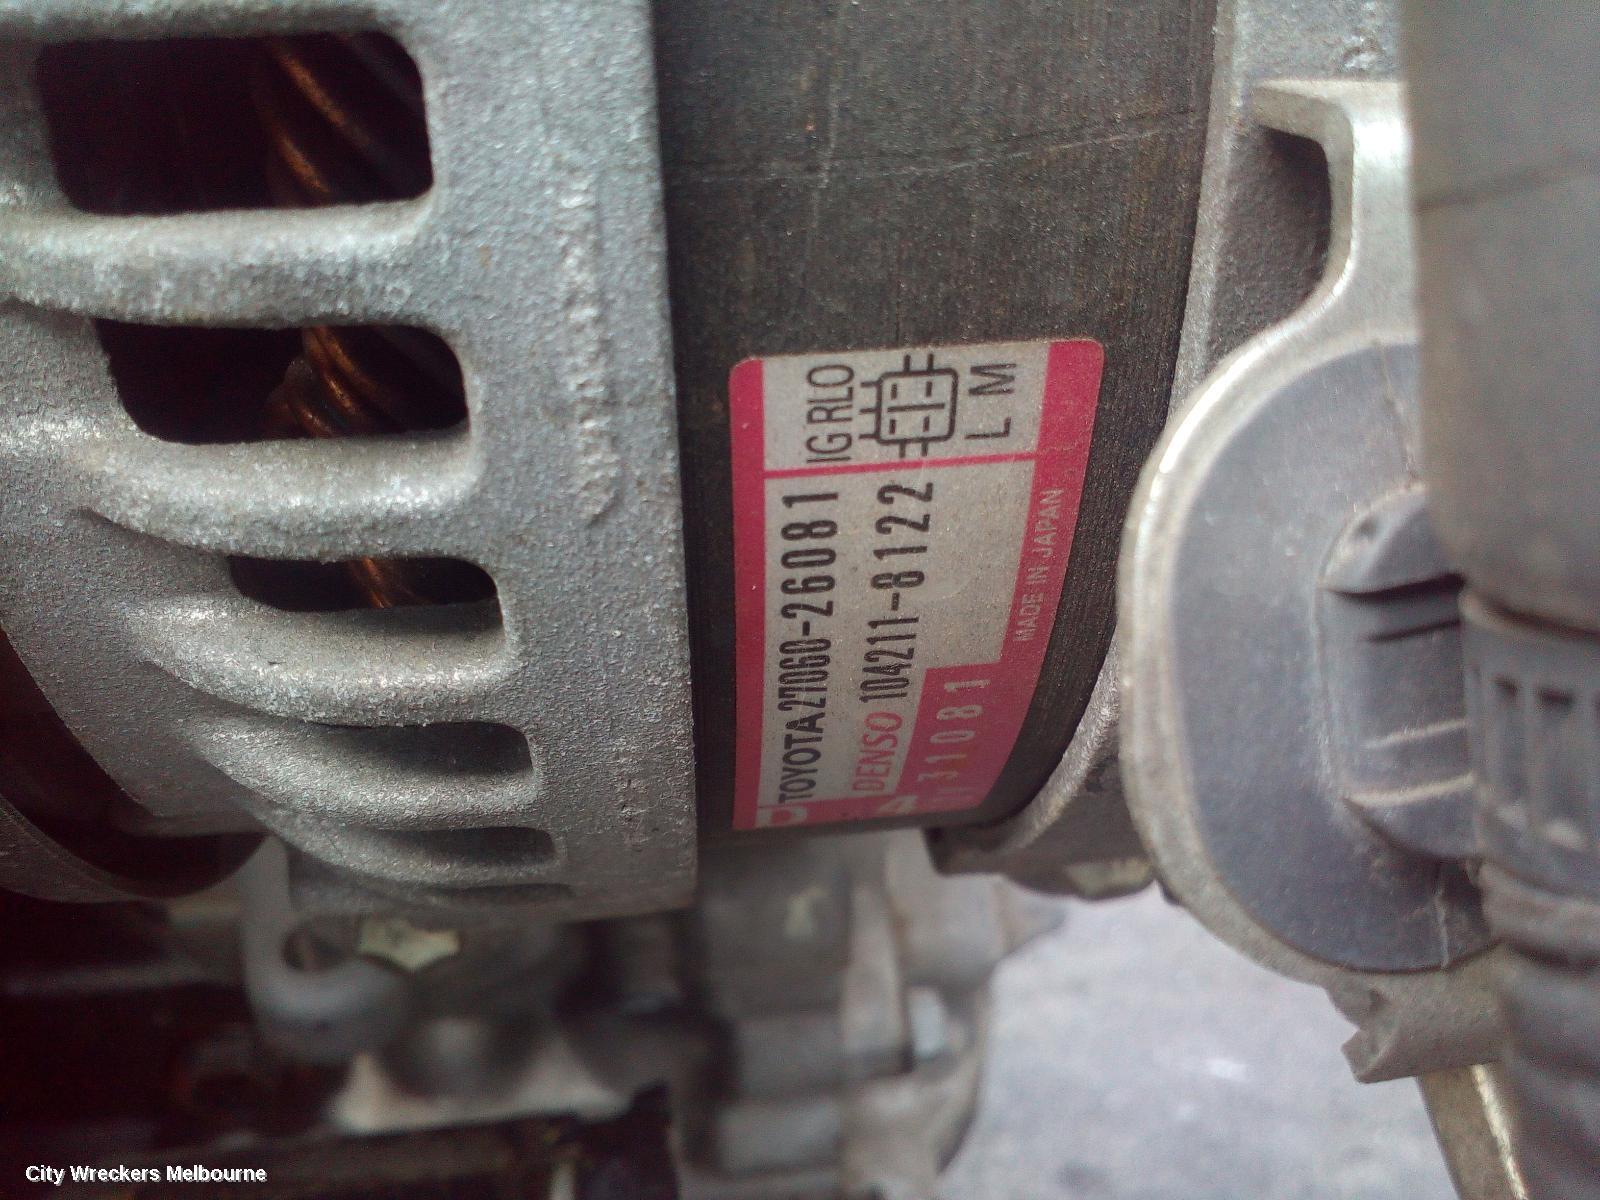 IG RLO
L M
TOYOTA 27060-26081
DENSO 104211-8122
31081
MADE IN JAPAN
City Wreckers Melbourne